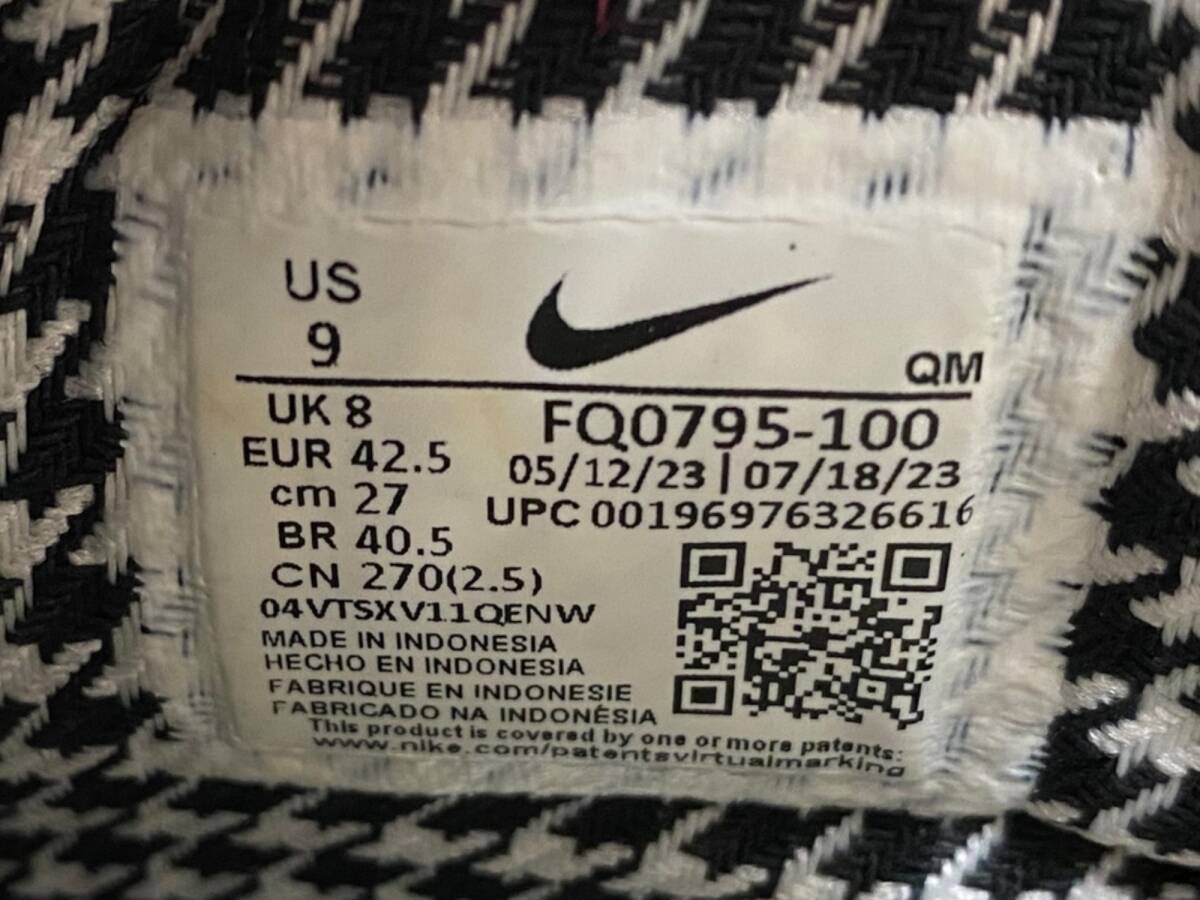 US
9
QM
UK 8
EUR 42.5
cm 27
BR 40.5
CN 270(2.5)
FQ0795-100
05/12/23 | 07/18/23
UPC 00196976326616
04VTSXV11QENW
MADE IN INDONESIA
HECHO EN INDONESIA
FABRIQUE EN INDONESIE
FABRICADO NA INDONÉSIA
This product is covered by one or more patents:
www.nike.com/patentsvirtualmarking